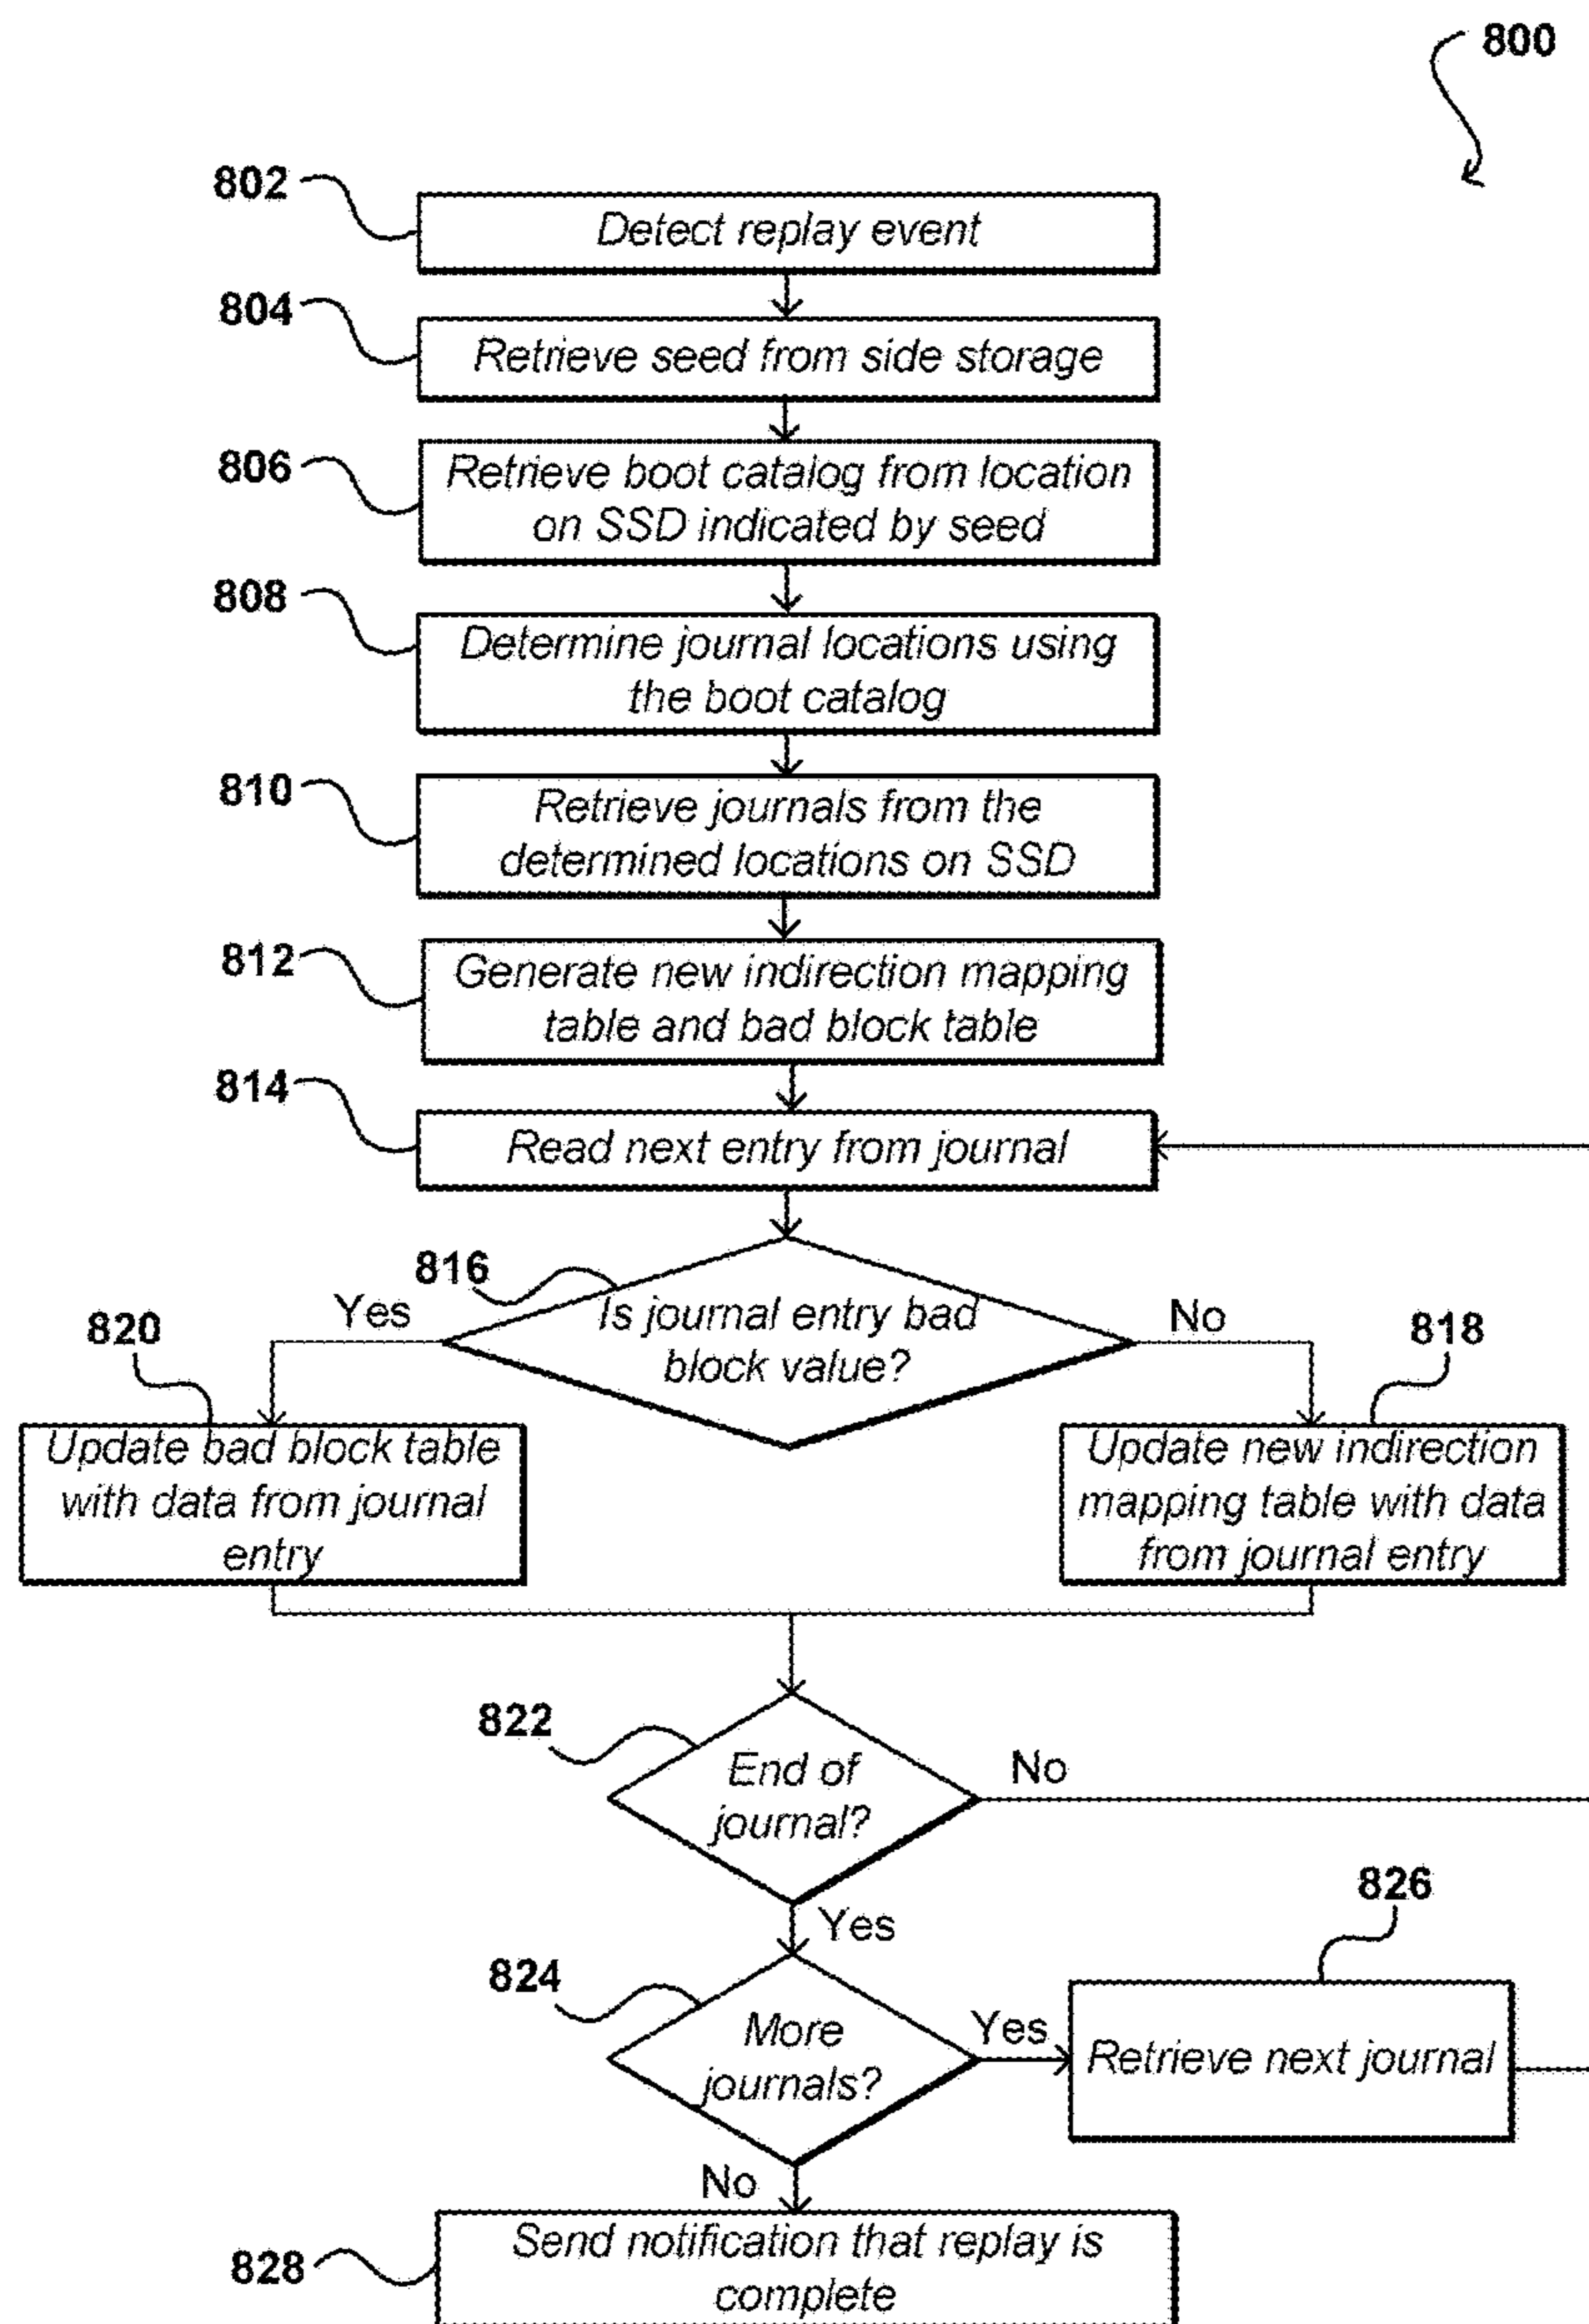 800
802
Detect replay event
804
Retrieve seed from side storage
806
Retrieve boot catalog from location
on SSD indicated by seed
808
Determine journal locations using
the boot catalog
810
Retrieve journals from the
determined locations on SSD
812
Generate new indirection mapping
table and bad block table
814
Read next entry from journal
816
Is journal entry bad
block value?
Yes
No
820
Update bad block table
with data from journal
entry
818
Update new indirection
mapping table with data
from journal entry
822
End of
journal?
No
Yes
824
More
journals?
Yes
826
Retrieve next journal
No
828
Send notification that replay is
complete